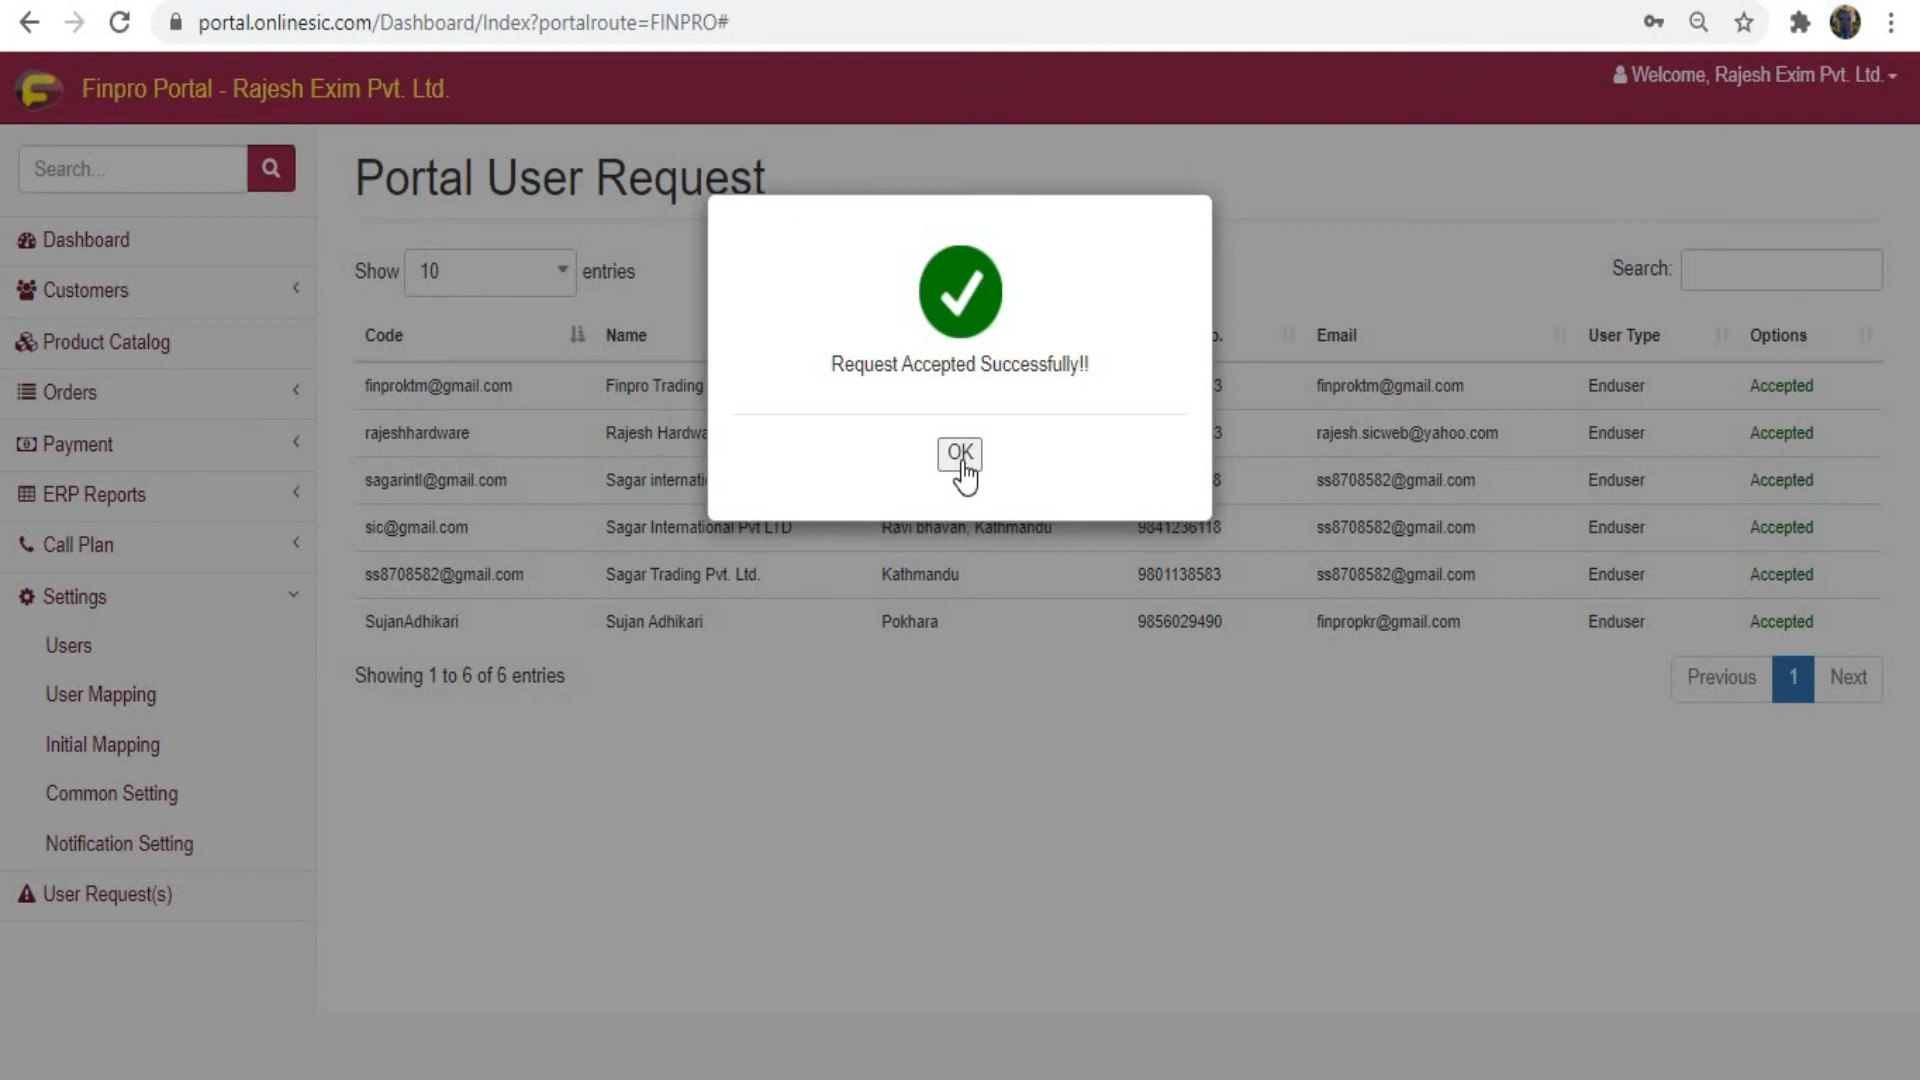 portal.onlinesic.com/Dashboard/Index?portalroute=FINPRO#
Finpro Portal - Rajesh Exim Pvt. Ltd.
Welcome, Rajesh Exim Pvt. Ltd.
Search...
Dashboard
Customers
Product Catalog
Orders
Payment
ERP Reports
Call Plan
Settings
Users
User Mapping
Initial Mapping
Common Setting
Notification Setting
User Request(s)
Portal User Request
Show 10 entries
Search:
Code Name Email User Type Options
finproktm@gmail.com Finpro Trading 3 finproktm@gmail.com Enduser Accepted
rajeshhardware Rajesh 3 rajesh.sicweb@yahoo.com Enduser Accepted
sagarintl@gmail.com Sagar 8 ss8708582@gmail.com Enduser Accepted
sic@gmail.com Sagar International Pvt LTD Ravi bhavan, Kathmandu 9841236118 ss8708582@gmail.com Enduser Accepted
ss8708582@gmail.com Sagar Trading Pvt. Ltd. Kathmandu 9801138583 ss8708582@gmail.com Enduser Accepted
SujanAdhikari Sujan Adhikari Pokhara 9856029490 finpropkr@gmail.com Enduser Accepted
Showing 1 to 6 of 6 entries
Previous 1 Next
Request Accepted Successfully!!
OK